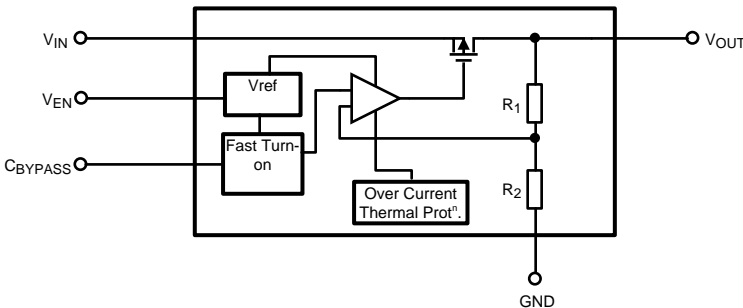 VIN
VOUT
Vref
VEN
R1
Fast Turn-
on
CBYPASS
R2
Over Current
Thermal Protn.
GND